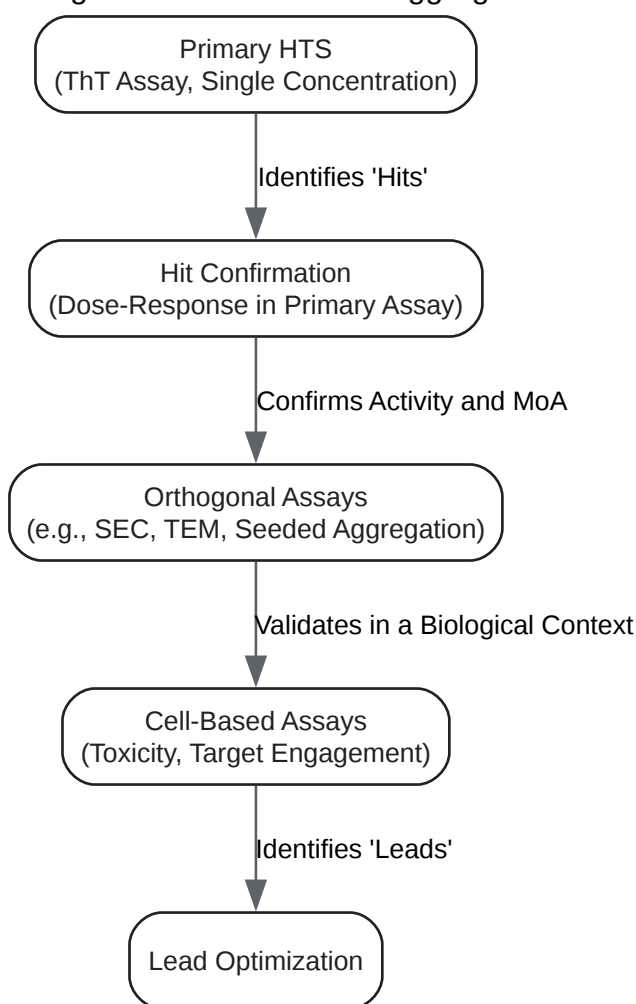 Primary HTS
(ThT Assay, Single Concentration)
Identifies 'Hits'
Hit Confirmation
(Dose-Response in Primary Assay)
Confirms Activity and MoA
Orthogonal Assays
(e.g., SEC, TEM, Seeded Aggregation)
Validates in a Biological Context
Cell-Based Assays
(Toxicity, Target Engagement)
Identifies 'Leads'
Lead Optimization